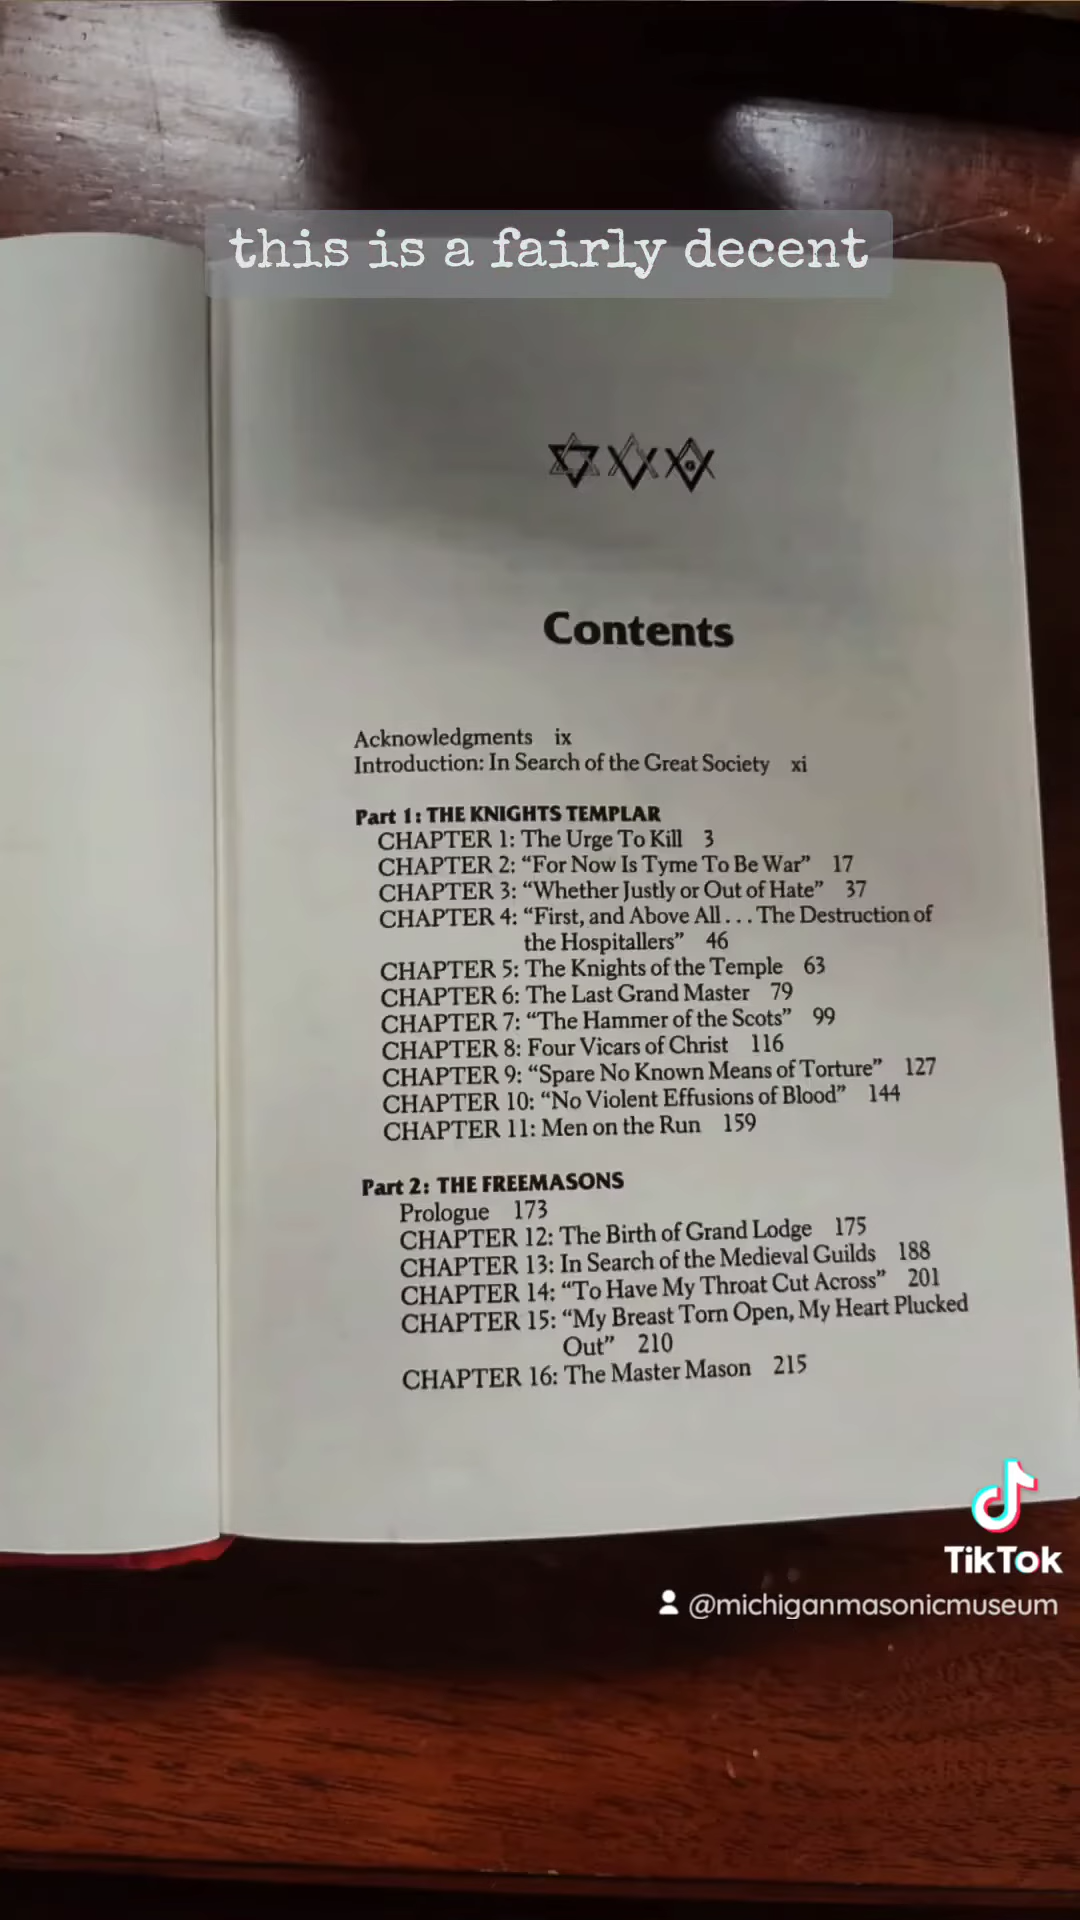 this is a fairly decent
Contents
Acknowledgments ix
Introduction: In Search of the Great Society xi
Part 1: THE KNIGHTS TEMPLAR
CHAPTER 1: The Urge To Kill 3
CHAPTER 2: “For Now Is Tyme To Be War” 17
CHAPTER 3: “Whether Justly or Out of Hate” 37
CHAPTER 4: “First, and Above All . . . The Destruction of
the Hospitallers” 46
CHAPTER 5: The Knights of the Temple 63
CHAPTER 6: The Last Grand Master 79
CHAPTER 7: “The Hammer of the Scots” 99
CHAPTER 8: Four Vicars of Christ 116
CHAPTER 9: “Spare No Known Means of Torture” 127
CHAPTER 10: “No Violent Effusions of Blood” 144
CHAPTER 11: Men on the Run 159
Part 2: THE FREEMASONS
Prologue 173
CHAPTER 12: The Birth of Grand Lodge 175
CHAPTER 13: In Search of the Medieval Guilds 188
CHAPTER 14: “To Have My Throat Cut Across” 201
CHAPTER 15: “My Breast Torn Open, My Heart Plucked
Out” 210
CHAPTER 16: The Master Mason 215
TikTok
@michiganmasonicmuseum